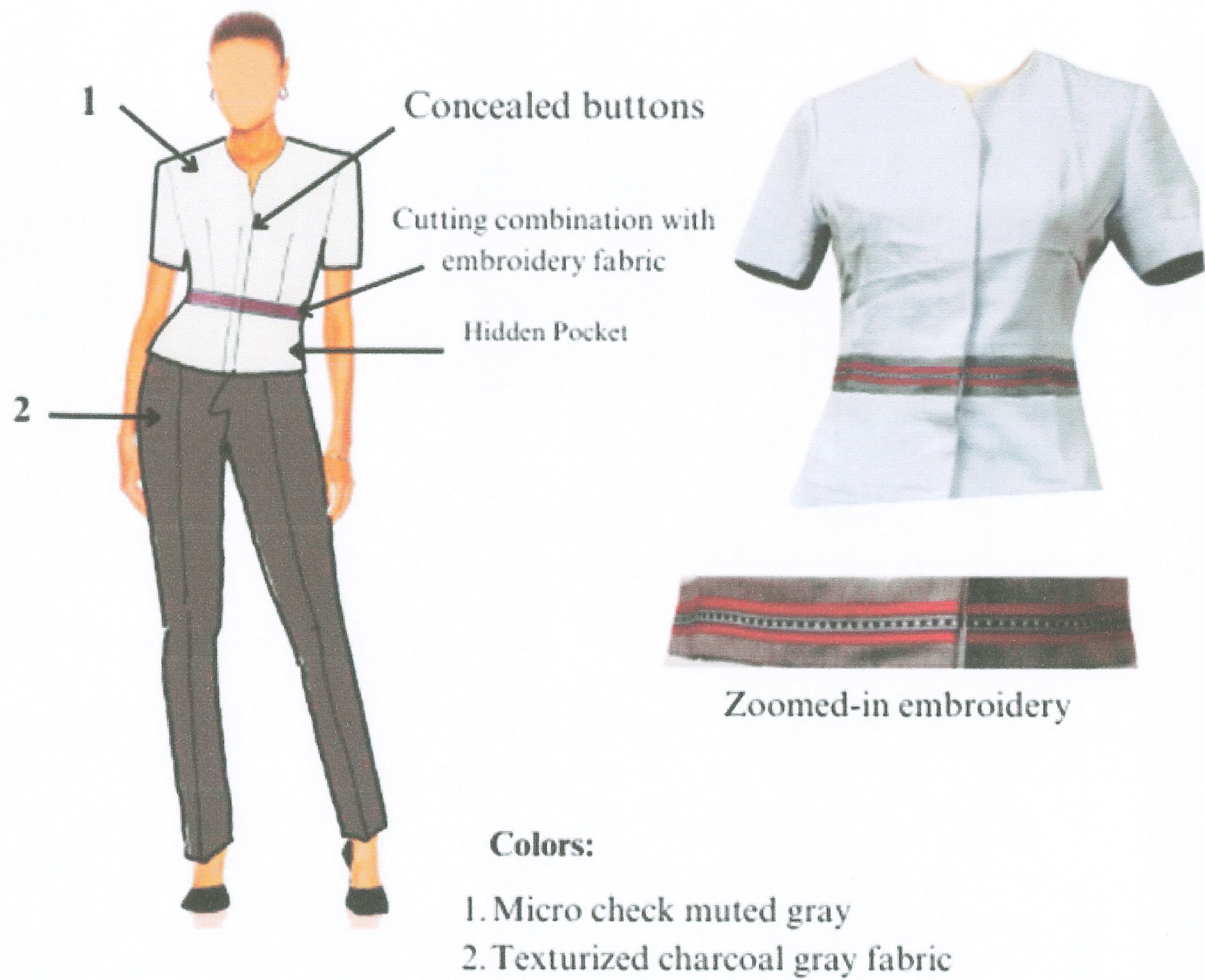 1
Concealed buttons
Cutting combination with
embroidery fabric
Hidden Pocket
2
Zoomed-in embroidery
Colors:
1. Micro check muted gray
2. Texturized charcoal gray fabric